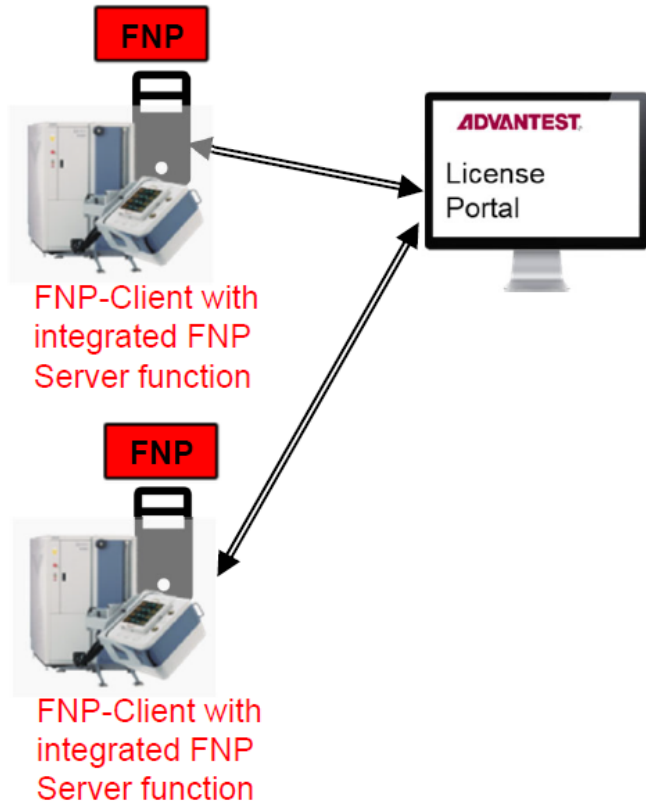 FNP
ADVANTEST
License
Portal
FNP-Client with
integrated FNP
Server function
FNP
FNP-Client with
integrated FNP
Server function